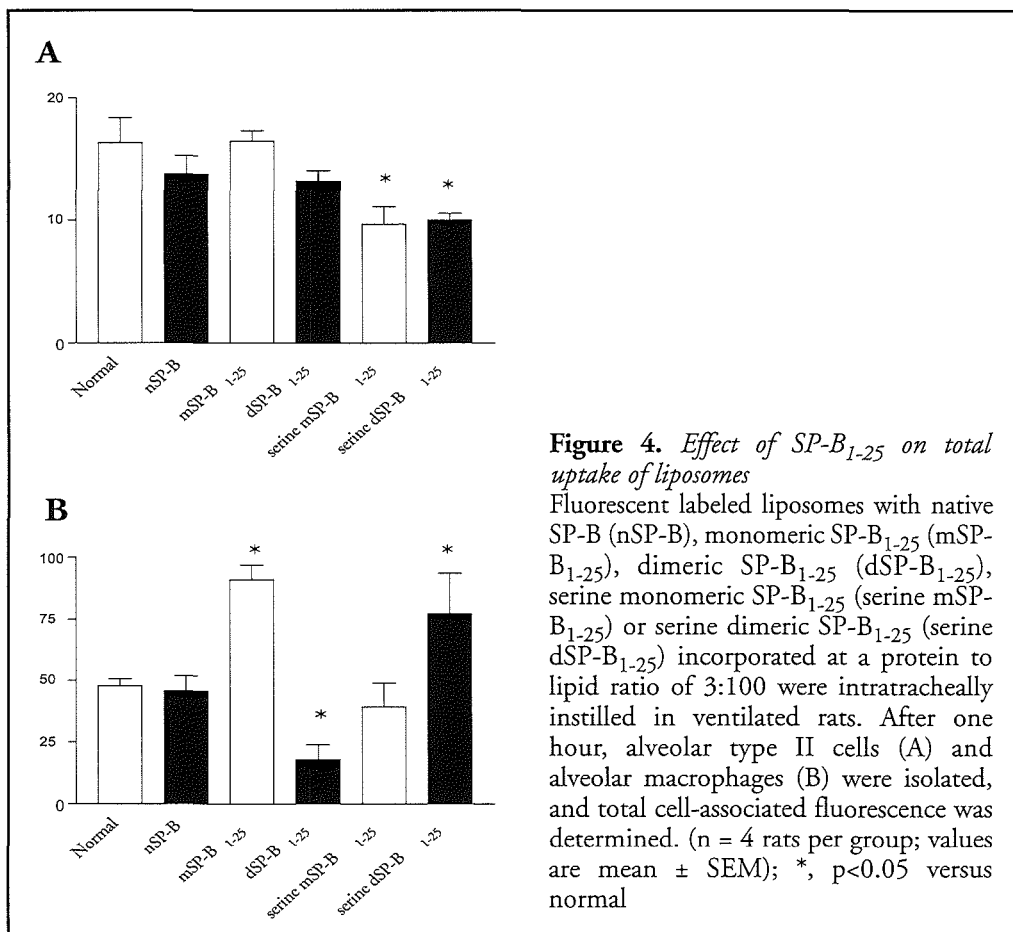 A
20
10
0
*
*
Normal
nSP-B
mSP-B 1-25
dSP-B 1-25
serine mSP-B 1-25
serine dSP-B 1-25
B
100
75
50
25
0
*
*
*
Normal
nSP-B
mSP-B 1-25
dSP-B 1-25
serine mSP-B 1-25
serine dSP-B 1-25
Figure 4. Effect of SP-B1-25 on total
uptake of liposomes
Fluorescent labeled liposomes with native
SP-B (nSP-B), monomeric SP-B1-25 (mSP-
B1-25), dimeric SP-B1-25 (dSP-B1-25),
serine monomeric SP-B1-25 (serine mSP-
B1-25) or serine dimeric SP-B1-25 (serine
dSP-B1-25) incorporated at a protein to
lipid ratio of 3:100 were intratracheally
instilled in ventilated rats. After one
hour, alveolar type II cells (A) and
alveolar macrophages (B) were isolated,
and total cell-associated fluorescence was
determined. (n = 4 rats per group; values
are mean ± SEM); *, p<0.05 versus
normal